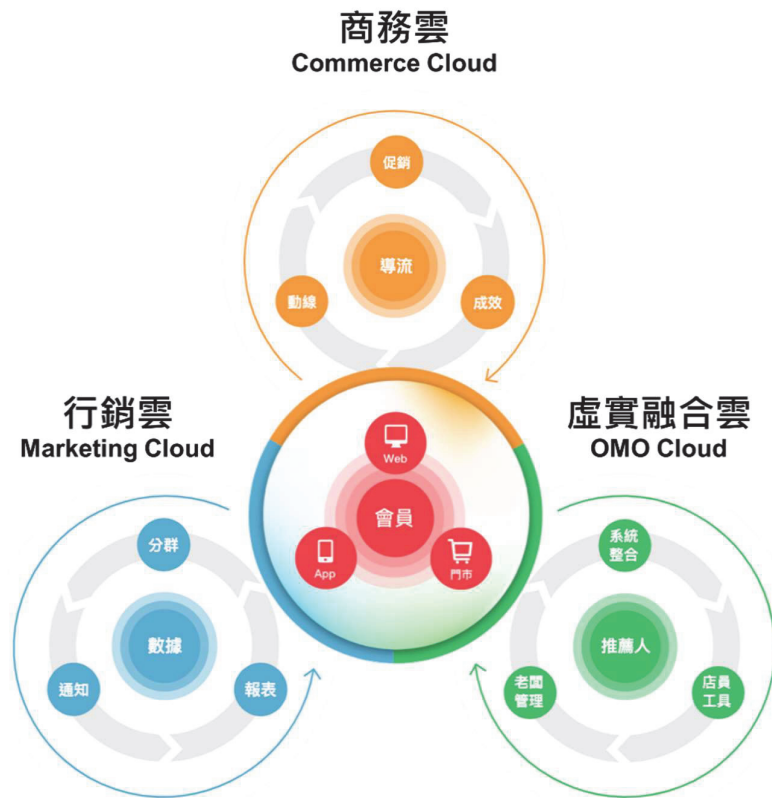 商務雲
Commerce Cloud
促銷
導流
動線
成效
行銷雲
Marketing Cloud
虛實融合雲
OMO Cloud
Web
會員
App
門市
分群
數據
通知
報表
系統
整合
推薦人
老闆
管理
店員
工具